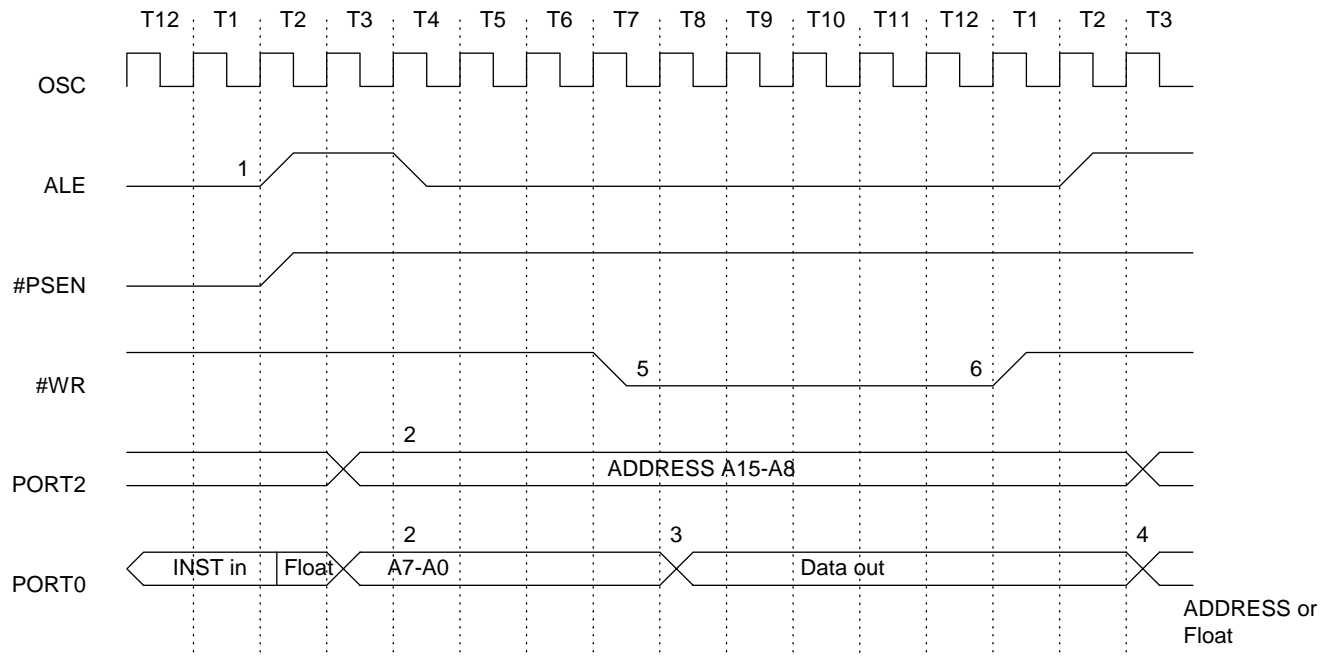 T12 T1 T2 T3 T4 T5 T6 T7 T8 T9 T10 T11 T12 T1 T2 T3
OSC
1
ALE
#PSEN
5 6
#WR
2
ADDRESS A15-A8
PORT2
2 3 4
INST in Float A7-A0 Data out
PORT0
ADDRESS or
Float